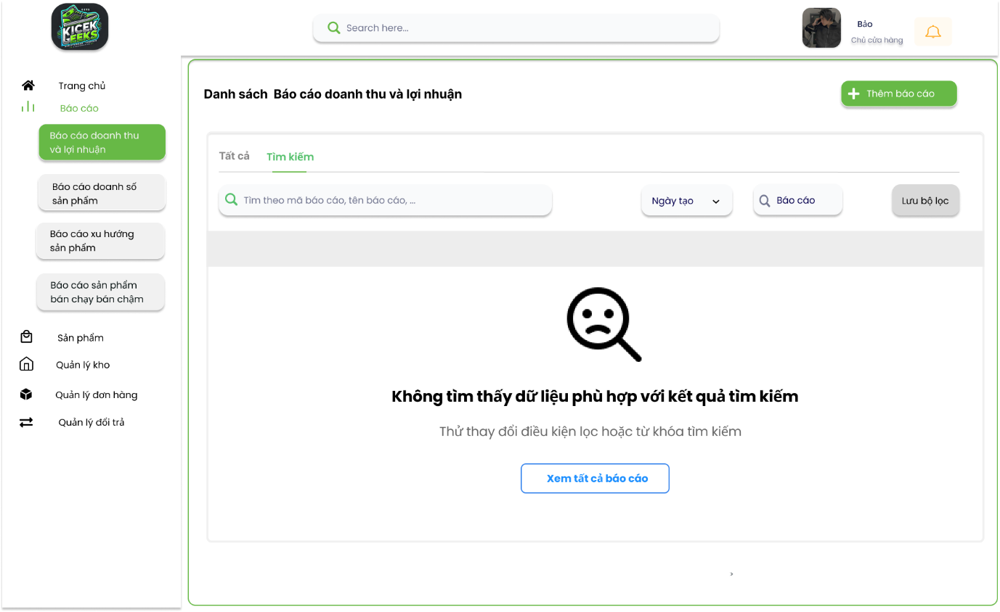 KICEK
GEEKS
Search here...
Bảo
Chủ cửa hàng
Trang chủ
Báo cáo
Báo cáo doanh thu
và lợi nhuận
Báo cáo doanh số
sản phẩm
Báo cáo xu hướng
sản phẩm
Báo cáo sản phẩm
bán chạy bán chậm
Sản phẩm
Quản lý kho
Quản lý đơn hàng
Quản lý đổi trả
Danh sách Báo cáo doanh thu và lợi nhuận
Thêm báo cáo
Tất cả
Tìm kiếm
Tìm theo mã báo cáo, tên báo cáo, ...
Ngày tạo
Báo cáo
Lưu bộ lọc
Không tìm thấy dữ liệu phù hợp với kết quả tìm kiếm
Thử thay đổi điều kiện lọc hoặc từ khóa tìm kiếm
Xem tất cả báo cáo